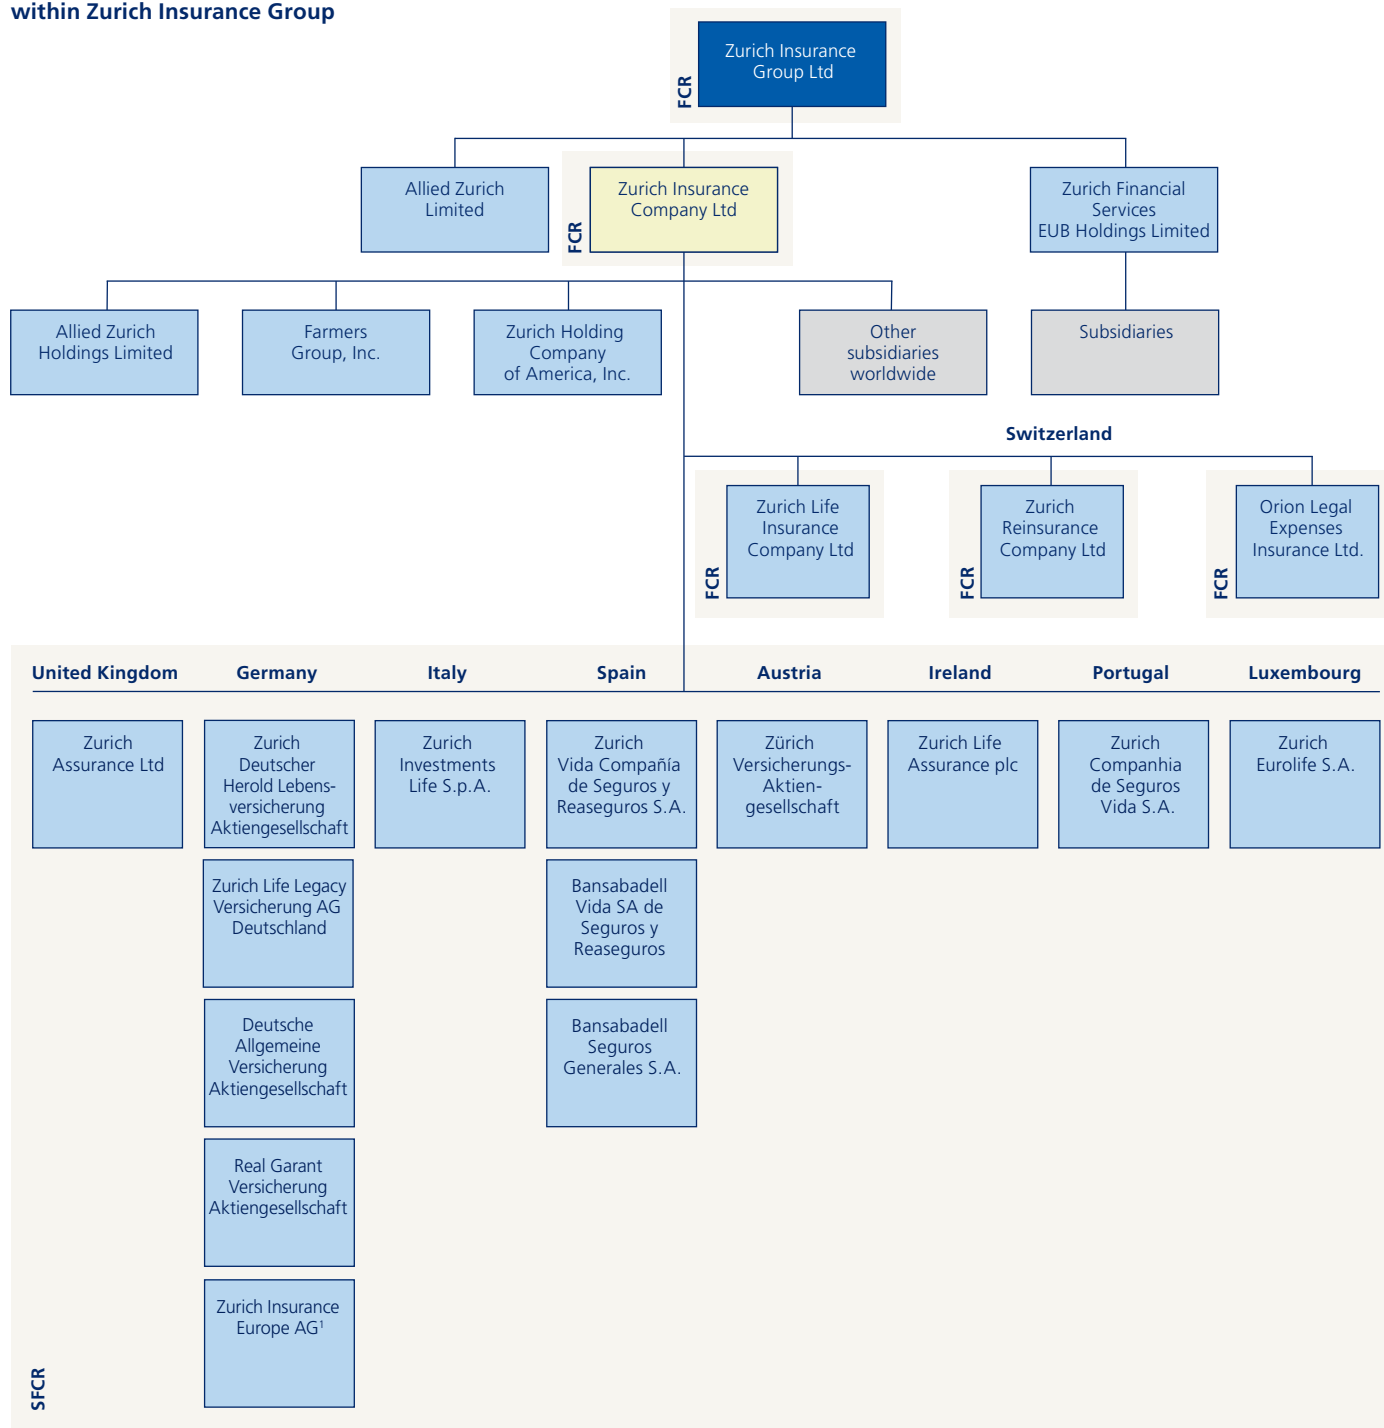 within Zurich Insurance Group
Zurich Insurance
Group Ltd
FCR
Allied Zurich
Limited
Zurich Insurance
Company Ltd
FCR
Zurich Financial
Services
EUB Holdings Limited
Allied Zurich
Holdings Limited
Farmers
Group, Inc.
Zurich Holding
Company
of America, Inc.
Other
subsidiaries
worldwide
Subsidiaries
Switzerland
Zurich Life
Insurance
Company Ltd
FCR
Zurich
Reinsurance
Company Ltd
FCR
Orion Legal
Expenses
Insurance Ltd.
FCR
United Kingdom
Germany
Italy
Spain
Austria
Ireland
Portugal
Luxembourg
Zurich
Assurance Ltd
Zurich
Deutscher
Herold Lebens-
versicherung
Aktiengesellschaft
Zurich
Investments
Life S.p.A.
Zurich
Vida Compañía
de Seguros y
Reaseguros S.A.
Zürich
Versicherungs-
Aktien-
gesellschaft
Zurich Life
Assurance plc
Zurich
Companhia
de Seguros
Vida S.A.
Zurich
Eurolife S.A.
Zurich Life Legacy
Versicherung AG
Deutschland
Bansabadell
Vida SA de
Seguros y
Reaseguros
Deutsche
Allgemeine
Versicherung
Aktiengesellschaft
Bansabadell
Seguros
Generales S.A.
Real Garant
Versicherung
Aktiengesellschaft
Zurich Insurance
Europe AG¹
SFCR